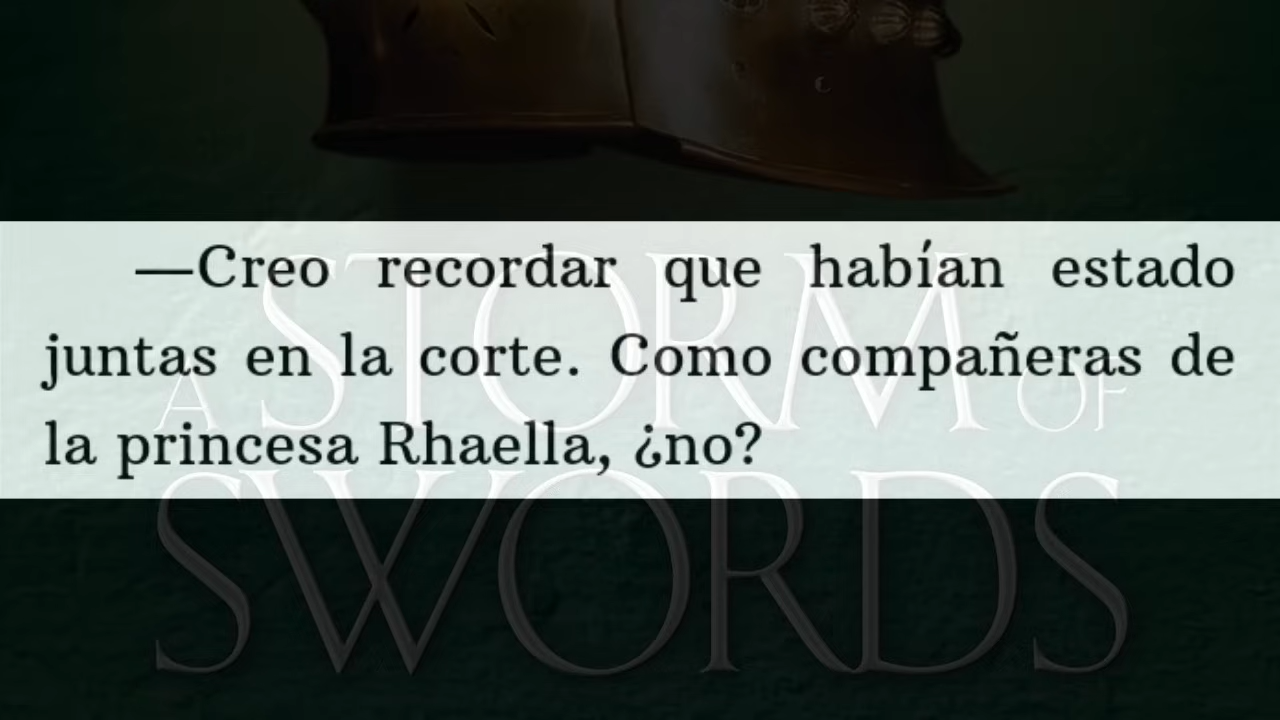 —Creo recordar que habían estado
juntas en la corte. Como compañeras de
la princesa Rhaella, ¿no?
A STORM OF
SWORDS